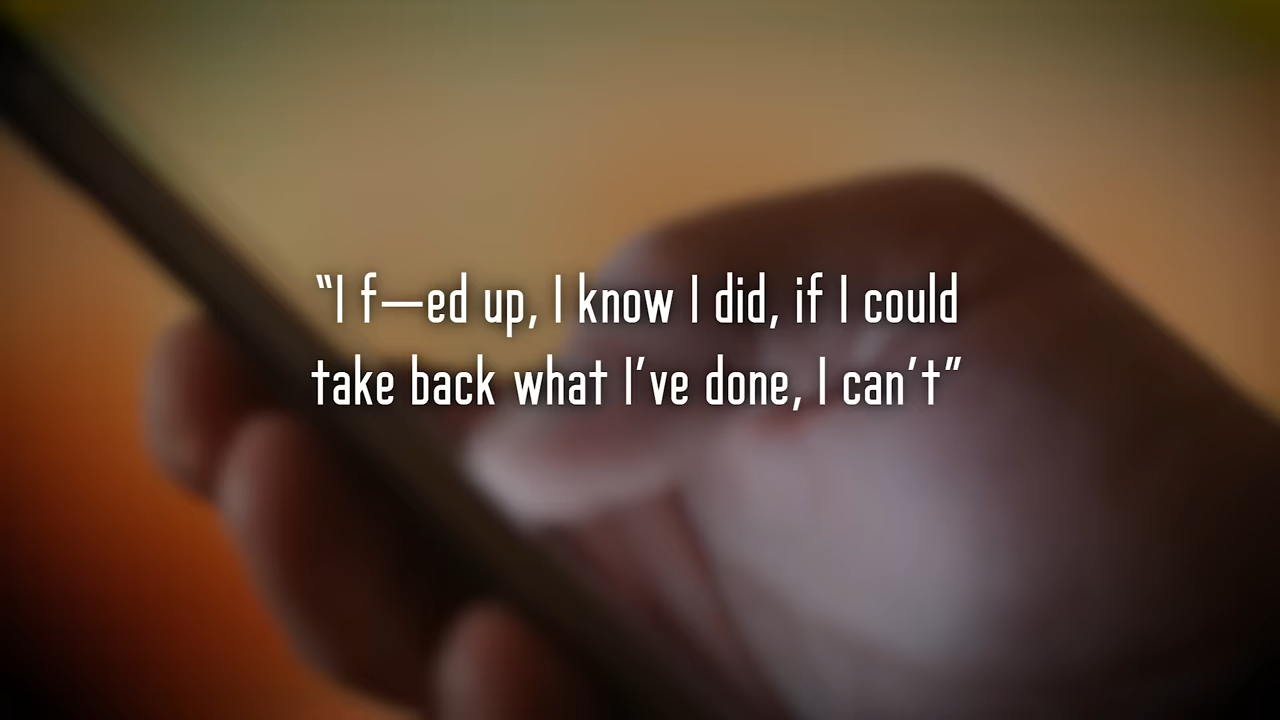 “I f—ed up, I know I did, if I could
take back what I’ve done, I can’t”